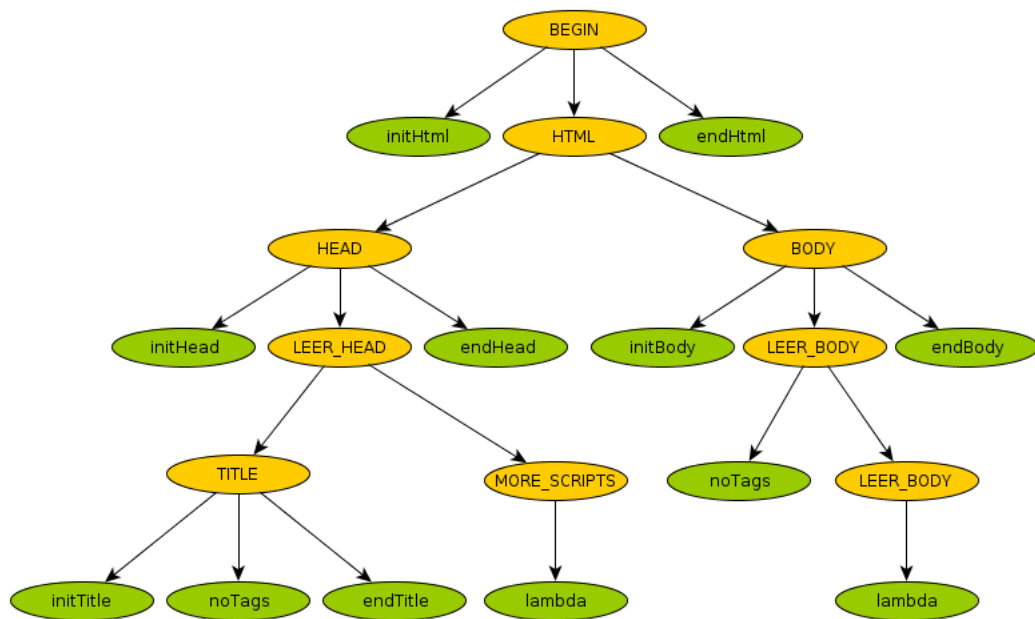 BEGIN
initHtml
HTML
endHtml
HEAD
BODY
initHead
LEER_HEAD
endHead
initBody
LEER_BODY
endBody
TITLE
MORE_SCRIPTS
noTags
LEER_BODY
initTitle
noTags
endTitle
lambda
lambda